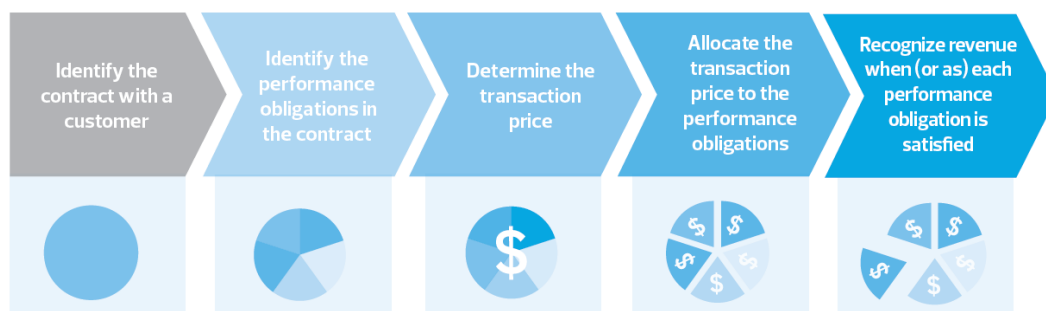 Identify the
contract with a
customer
Identify the
performance
obligations in
the contract
Determine the
transaction
price
Allocate the
transaction
price to the
performance
obligations
Recognize revenue
when (or as) each
performance
obligation is
satisfied
$
$ $
$ $
$
$ $
$ $
$